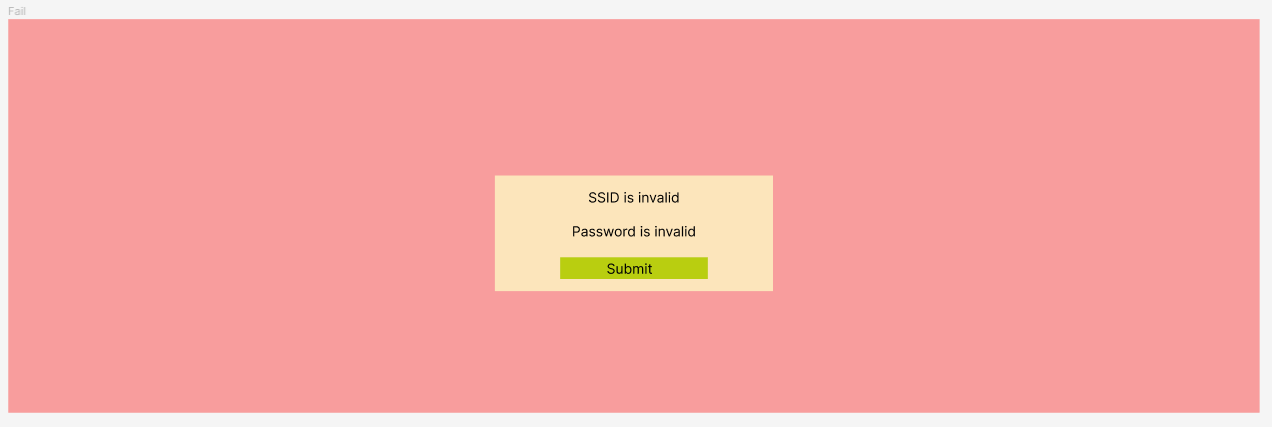 Fail
SSID is invalid
Password is invalid
Submit